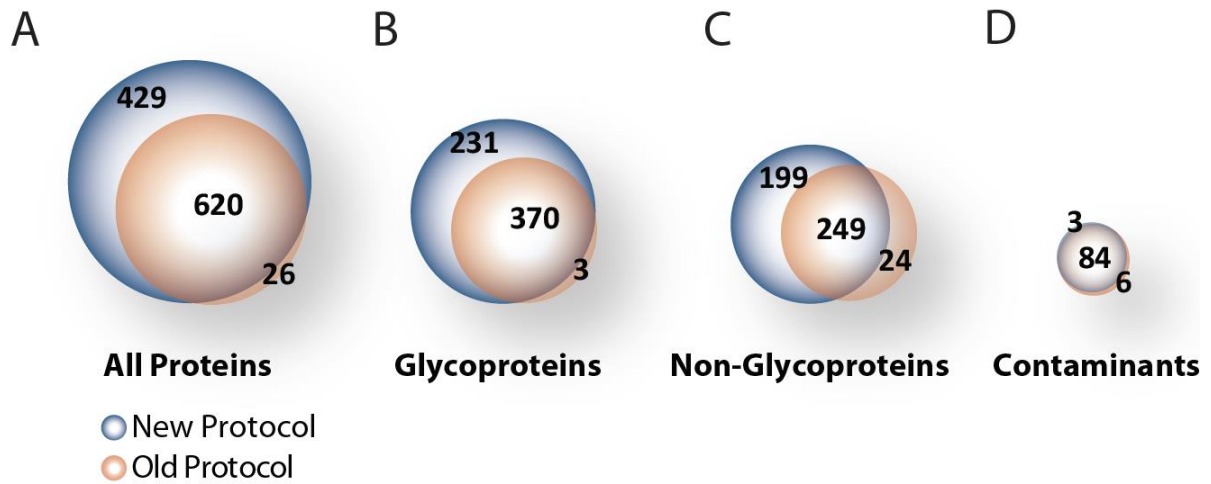 A
B
C
D
429
620
26
231
370
3
199
249
24
3
84
6
All Proteins
Glycoproteins
Non-Glycoproteins
Contaminants
New Protocol
Old Protocol